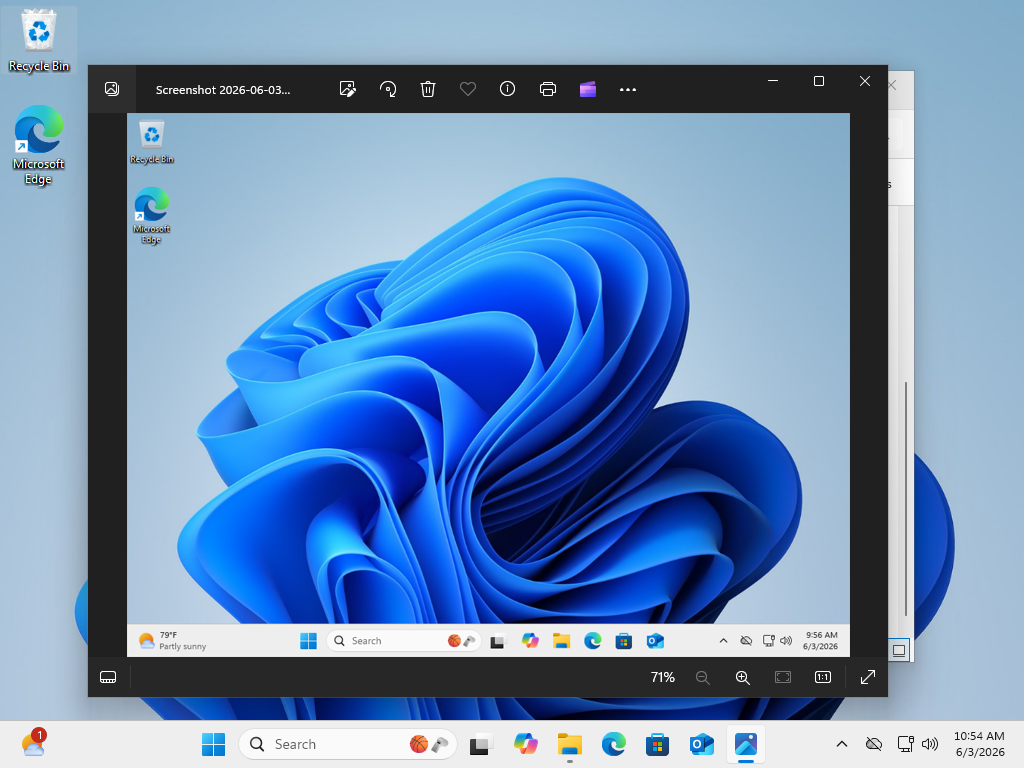 Recycle Bin
Microsoft
Edge
Screenshot 2026-06-03...
Recycle Bin
Microsoft
Edge
s
79°F
Partly sunny
Search
9:56 AM
6/3/2026
71%
1:1
1
Search
10:54 AM
6/3/2026